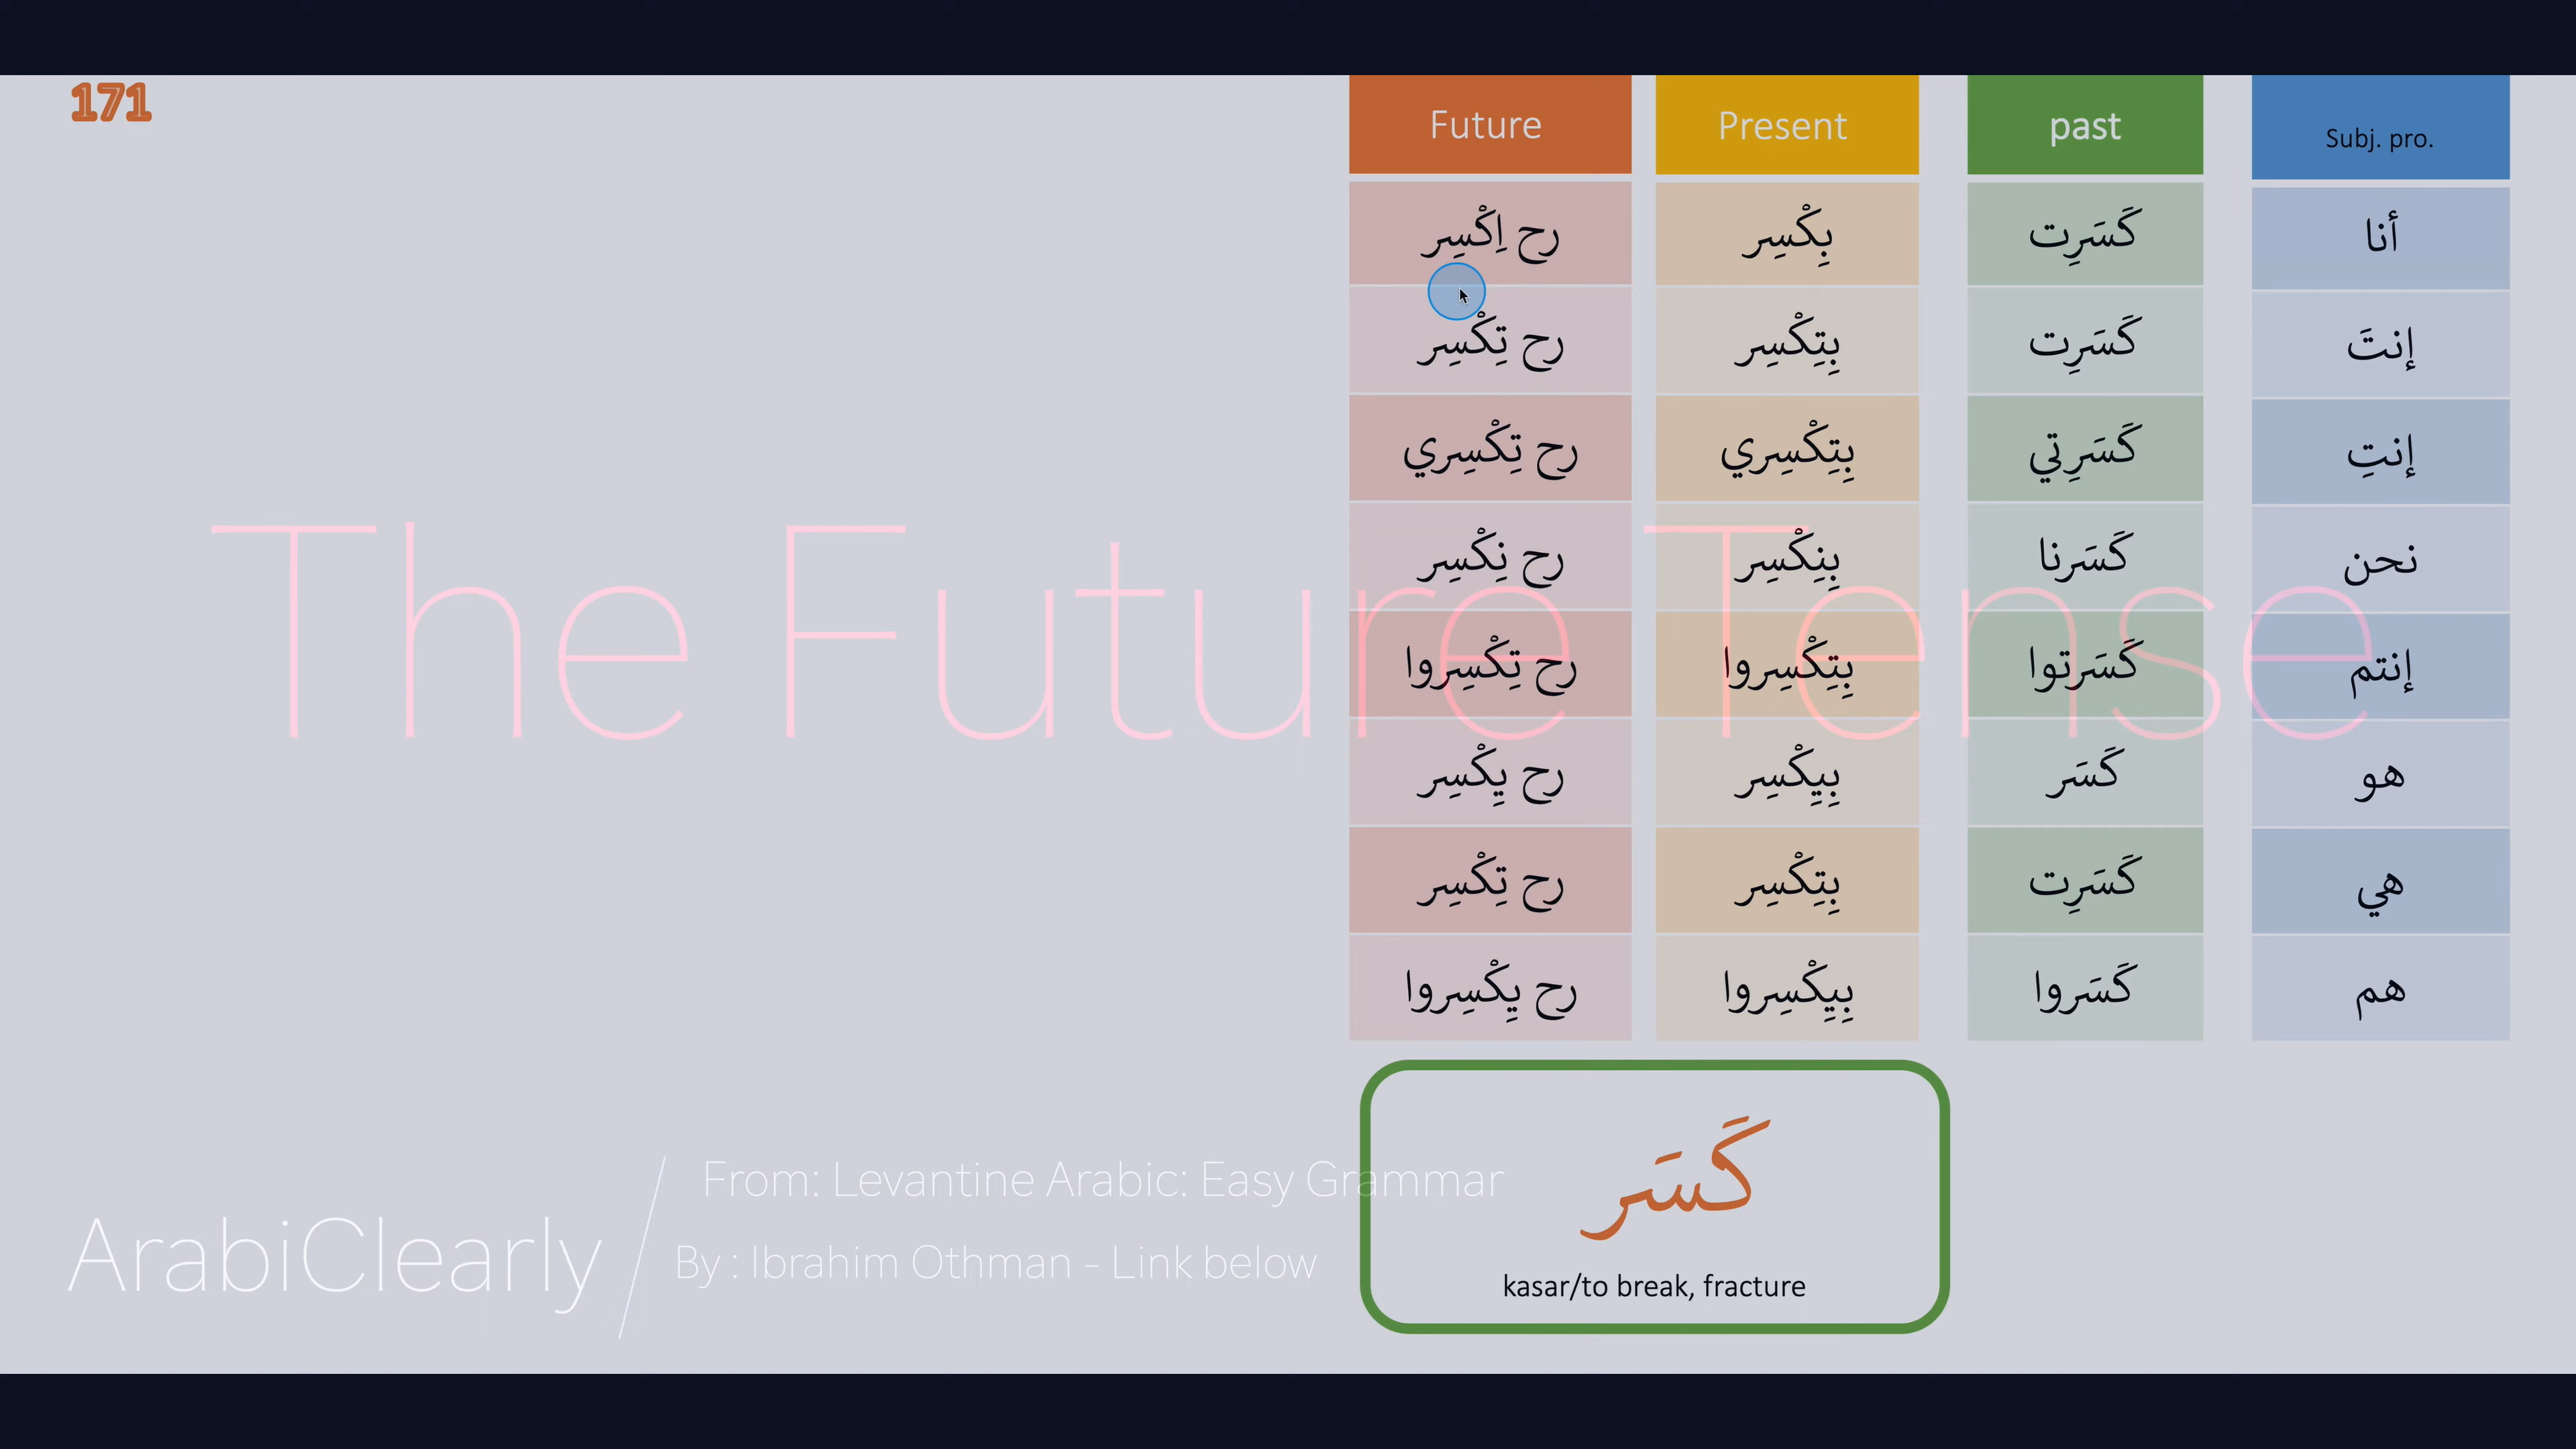 171
Future Present past Subj. pro.
أنا كَسَرِت بِكْسِر رح اِكْسِر
إنتَ كَسَرِت بِتِكْسِر رح تِكْسِر
إنتِ كَسَرِتي بِتِكْسِري رح تِكْسِري
نحن كَسَرنا بِنِكْسِر رح نِكْسِر
إنتم كَسَرتوا بِتِكْسِروا رح تِكْسِروا
هو كَسَر بِيِكْسِر رح يِكْسِر
هي كَسَرِت بِتِكْسِر رح تِكْسِر
هم كَسَروا بِيِكْسِروا رح يِكْسِروا
The Future Tense
كَسَر
kasar/to break, fracture
ArabiClearly
From: Levantine Arabic: Easy Grammar
By : Ibrahim Othman - Link below